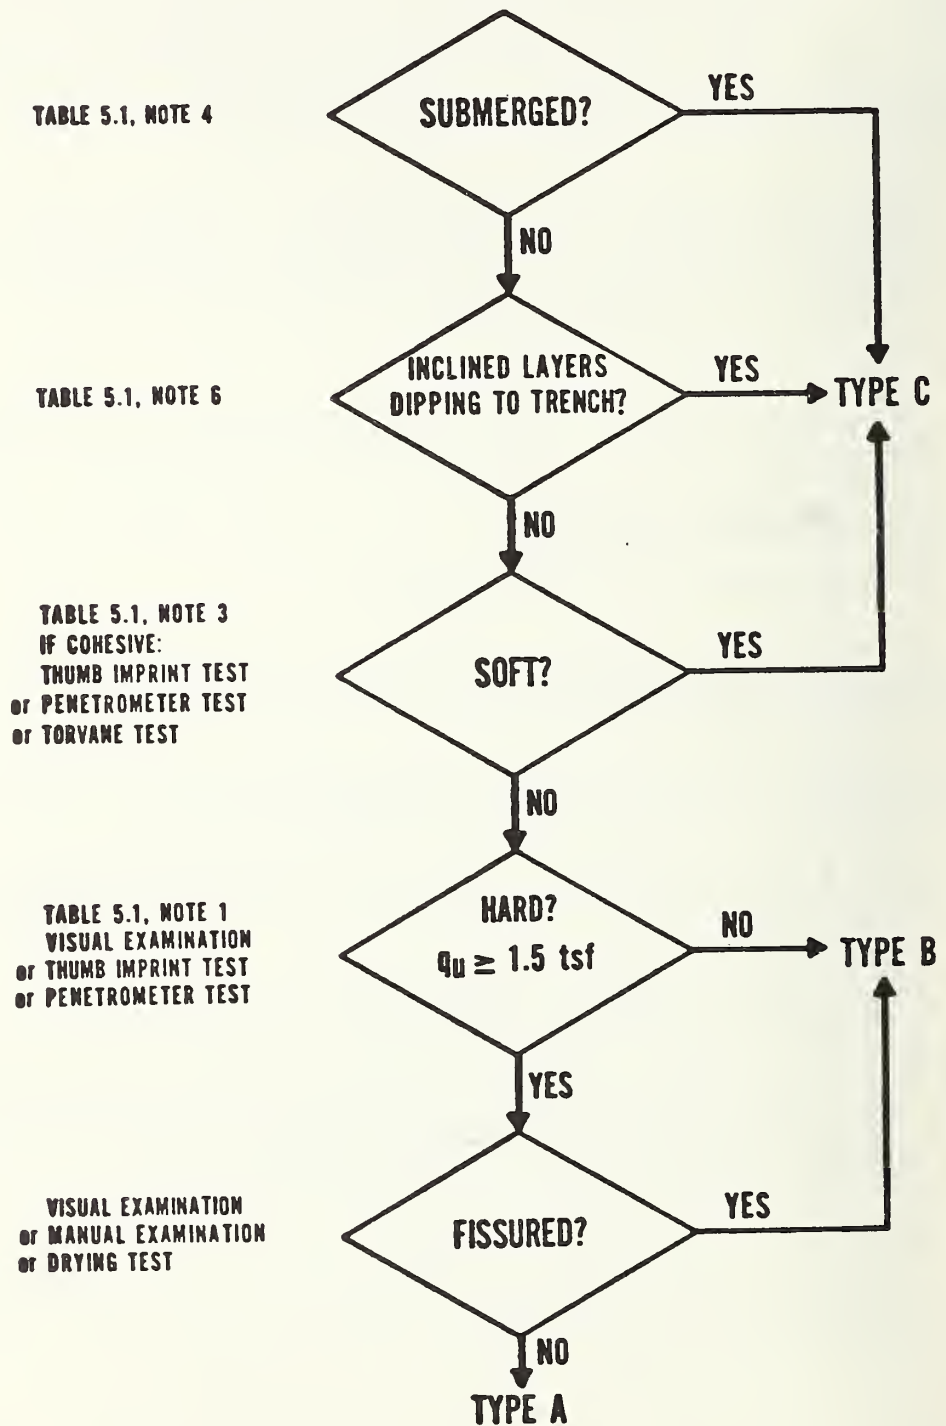 TABLE 5.1, NOTE 4
SUBMERGED?
YES
NO
TABLE 5.1, NOTE 6
INCLINED LAYERS
DIPPING TO TRENCH?
YES
TYPE C
NO
TABLE 5.1, NOTE 3
IF COHESIVE:
THUMB IMPRINT TEST
or PENETROMETER TEST
or TORVANE TEST
SOFT?
YES
NO
TABLE 5.1, NOTE 1
VISUAL EXAMINATION
or THUMB IMPRINT TEST
or PENETROMETER TEST
HARD?
qu ≥ 1.5 tsf
NO
TYPE B
YES
VISUAL EXAMINATION
or MANUAL EXAMINATION
or DRYING TEST
FISSURED?
YES
NO
TYPE A